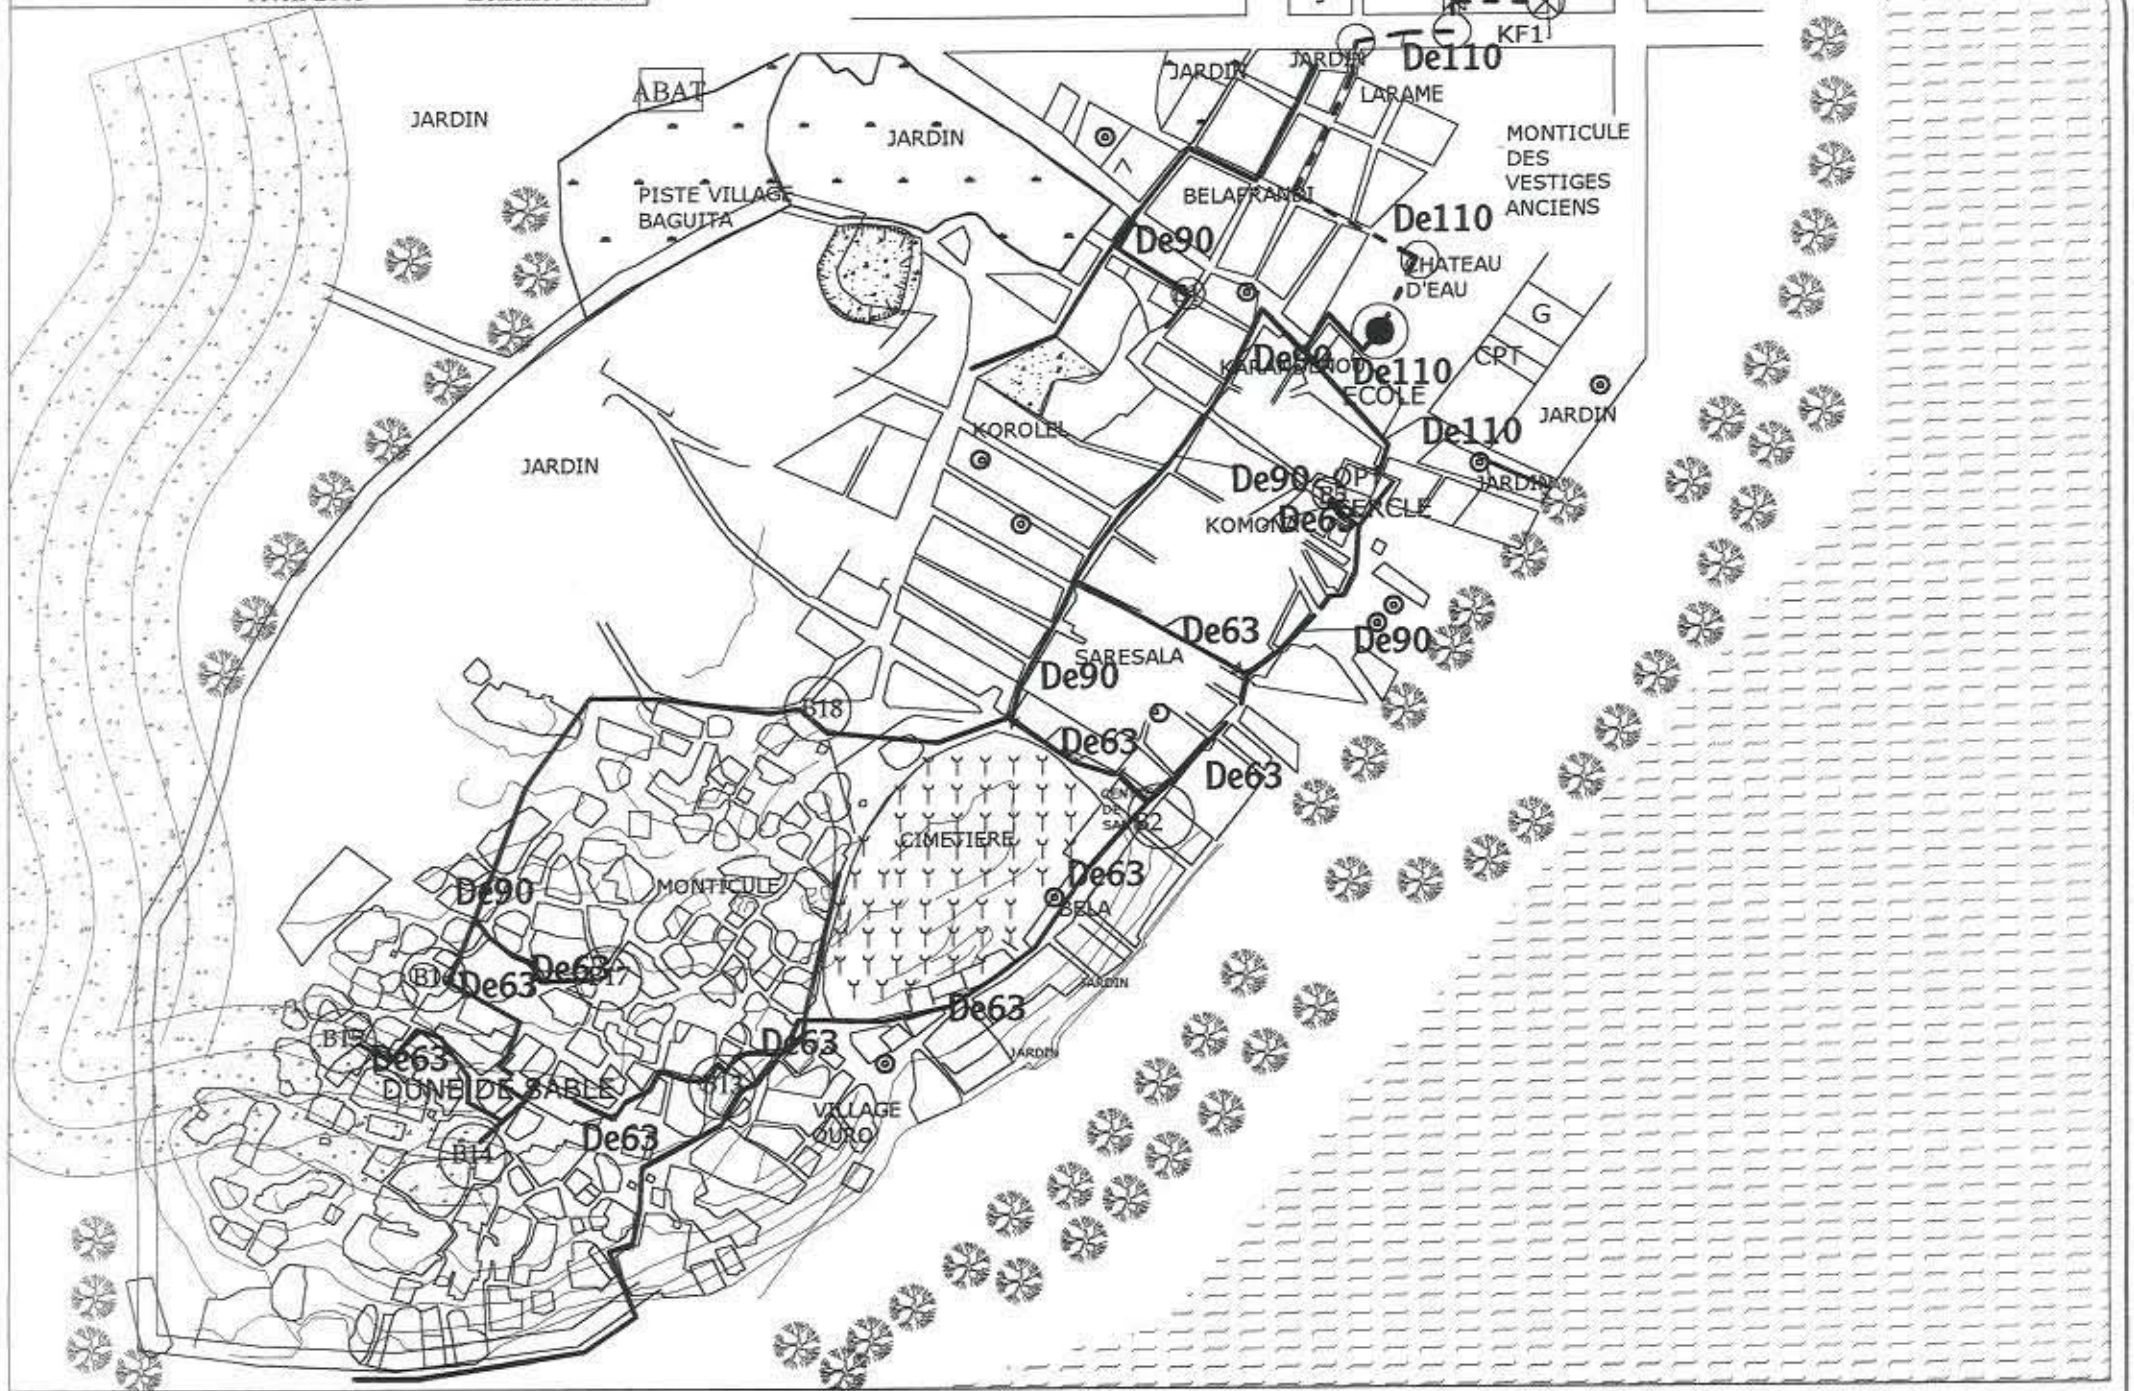 KF1
De110
JARDIN
JARDIN
LARAME
ABAT
JARDIN
JARDIN
MONTICULE
DES
VESTIGES
ANCIENS
PISTE VILLAGE
BAGUITA
BELAFRANDI
De110
De90
CHATEAU
D'EAU
G
De90
De110
CPT
ECOLE
JARDIN
KOROLEL
De110
JARDIN
De90
JARDIN
CERCLE
De63
De63
De90
SARESALA
De90
B18
De63
De63
B2
CIMETIERE
De63
BELA
De90
MONTICULE
De63
B17
De63
JARDIN
De63
B15
De63
De63
JARDIN
DUNE DE SABLE
B13
VILLAGE
OURO
De63
B14